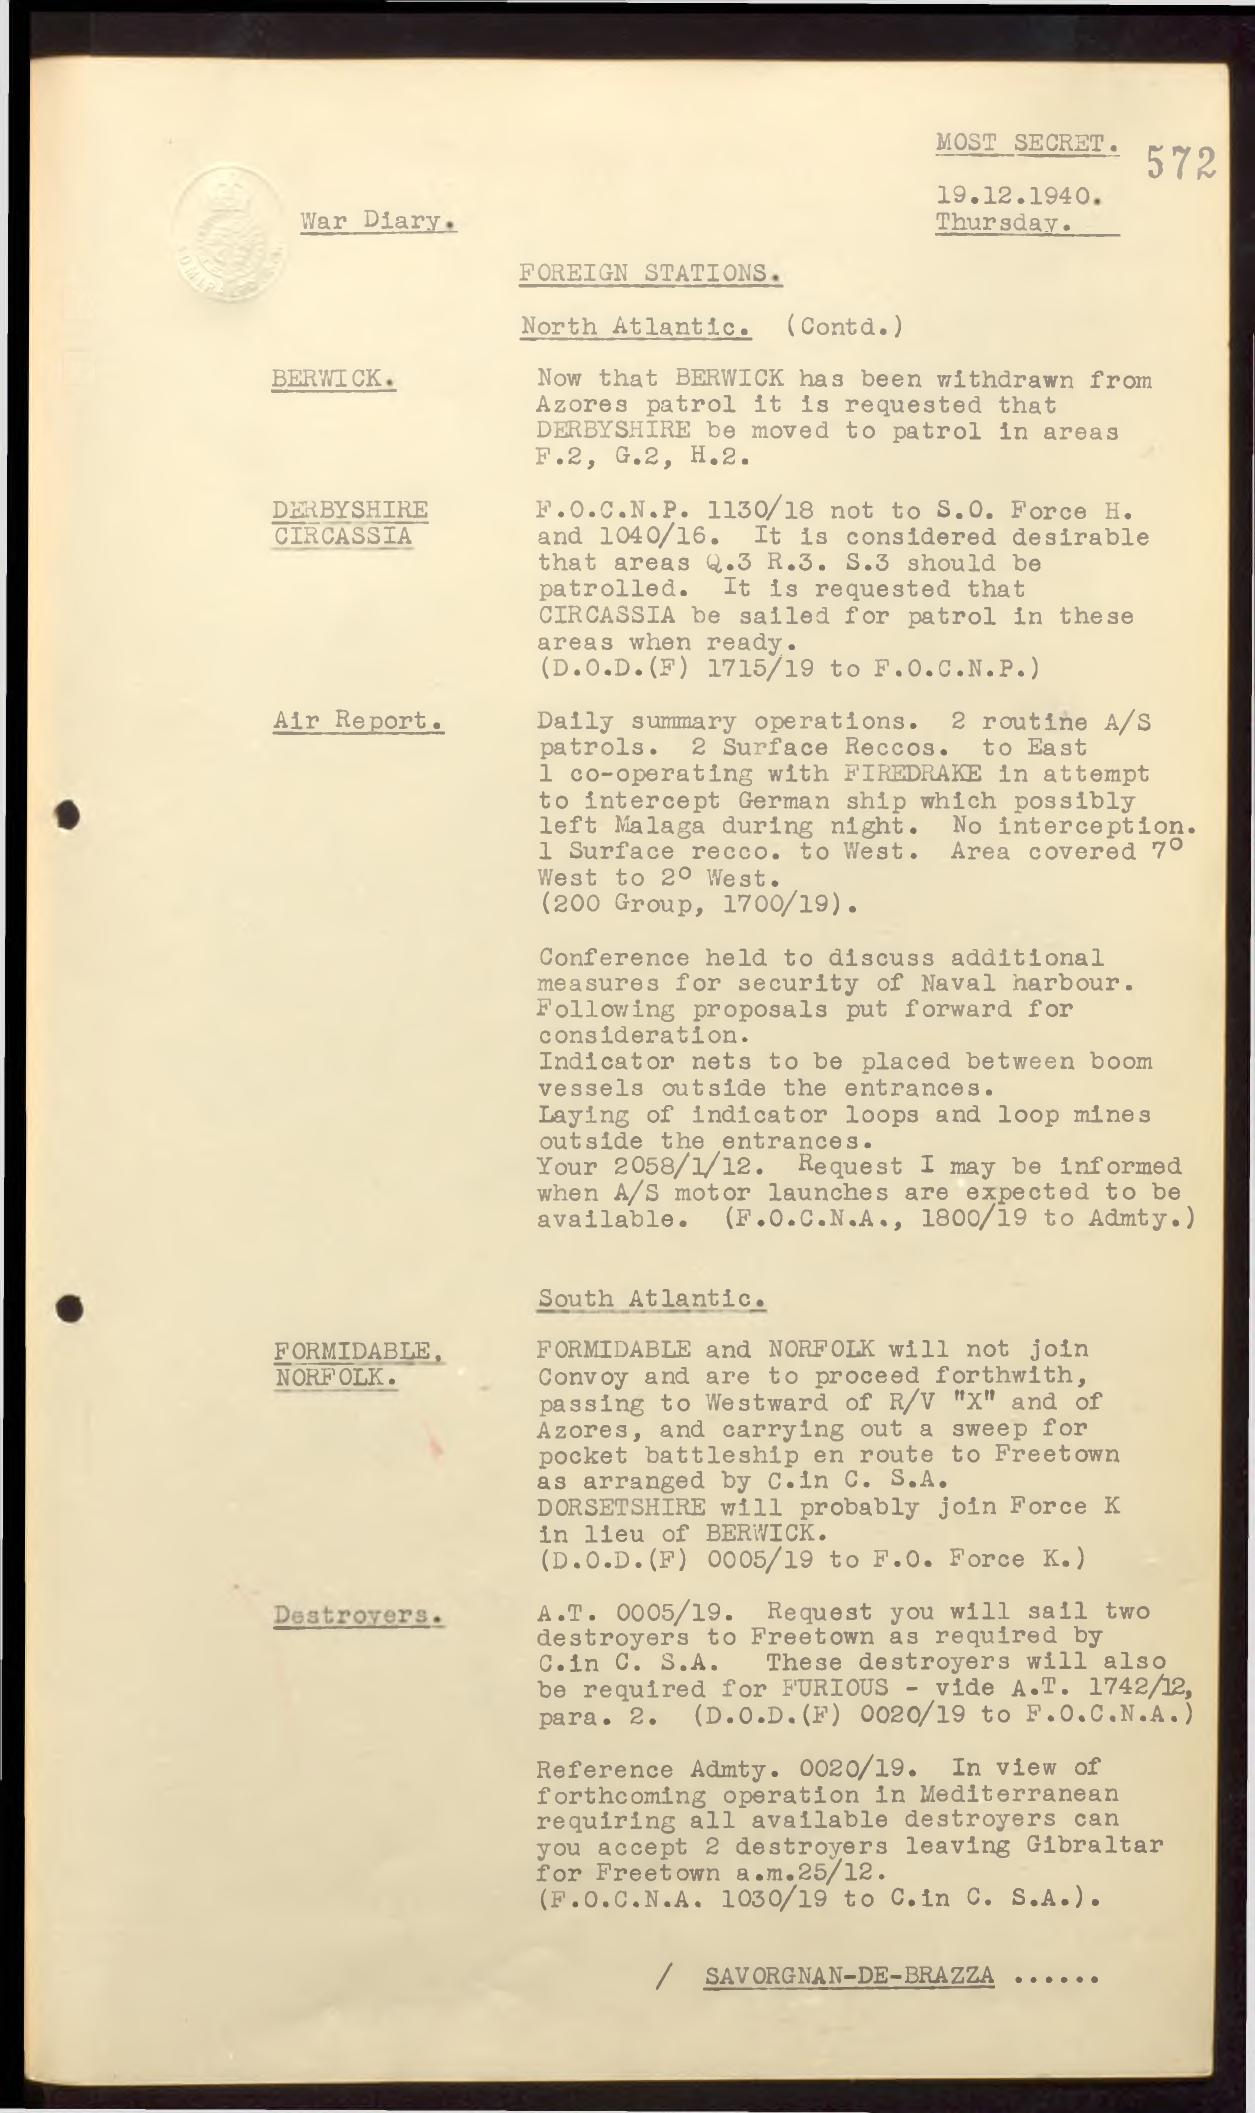 MOST SECRET.
572
19.12.1940.
War Diary.
Thursday.
FOREIGN STATIONS.
North Atlantic. (Contd.)
BERWICK.
Now that BERWICK has been withdrawn from
Azores patrol it is requested that
DERBYSHIRE be moved to patrol in areas
F.2, G.2, H.2.
DERBYSHIRE
CIRCASSIA
F.O.C.N.P. 1130/18 not to S.O. Force H.
and 1040/16. It is considered desirable
that areas Q.3 R.3. S.3 should be
patrolled. It is requested that
CIRCASSIA be sailed for patrol in these
areas when ready.
(D.O.D.(F) 1715/19 to F.O.C.N.P.)
Air Report.
Daily summary operations. 2 routine A/S
patrols. 2 Surface Reccos. to East
1 co-operating with FIREDRAKE in attempt
to intercept German ship which possibly
left Malaga during night. No interception.
1 Surface recco. to West. Area covered 7°
West to 2° West.
(200 Group, 1700/19).
Conference held to discuss additional
measures for security of Naval harbour.
Following proposals put forward for
consideration.
Indicator nets to be placed between boom
vessels outside the entrances.
Laying of indicator loops and loop mines
outside the entrances.
Your 2058/1/12. Request I may be informed
when A/S motor launches are expected to be
available. (F.O.C.N.A., 1800/19 to Admty.)
South Atlantic.
FORMIDABLE.
NORFOLK.
FORMIDABLE and NORFOLK will not join
Convoy and are to proceed forthwith,
passing to Westward of R/V "X" and of
Azores, and carrying out a sweep for
pocket battleship en route to Freetown
as arranged by C.in C. S.A.
DORSETSHIRE will probably join Force K
in lieu of BERWICK.
(D.O.D.(F) 0005/19 to F.O. Force K.)
Destroyers.
A.T. 0005/19. Request you will sail two
destroyers to Freetown as required by
C.in C. S.A. These destroyers will also
be required for FURIOUS - vide A.T. 1742/12,
para. 2. (D.O.D.(F) 0020/19 to F.O.C.N.A.)
Reference Admty. 0020/19. In view of
forthcoming operation in Mediterranean
requiring all available destroyers can
you accept 2 destroyers leaving Gibraltar
for Freetown a.m.25/12.
(F.O.C.N.A. 1030/19 to C.in C. S.A.).
/ SAVORGNAN-DE-BRAZZA ......